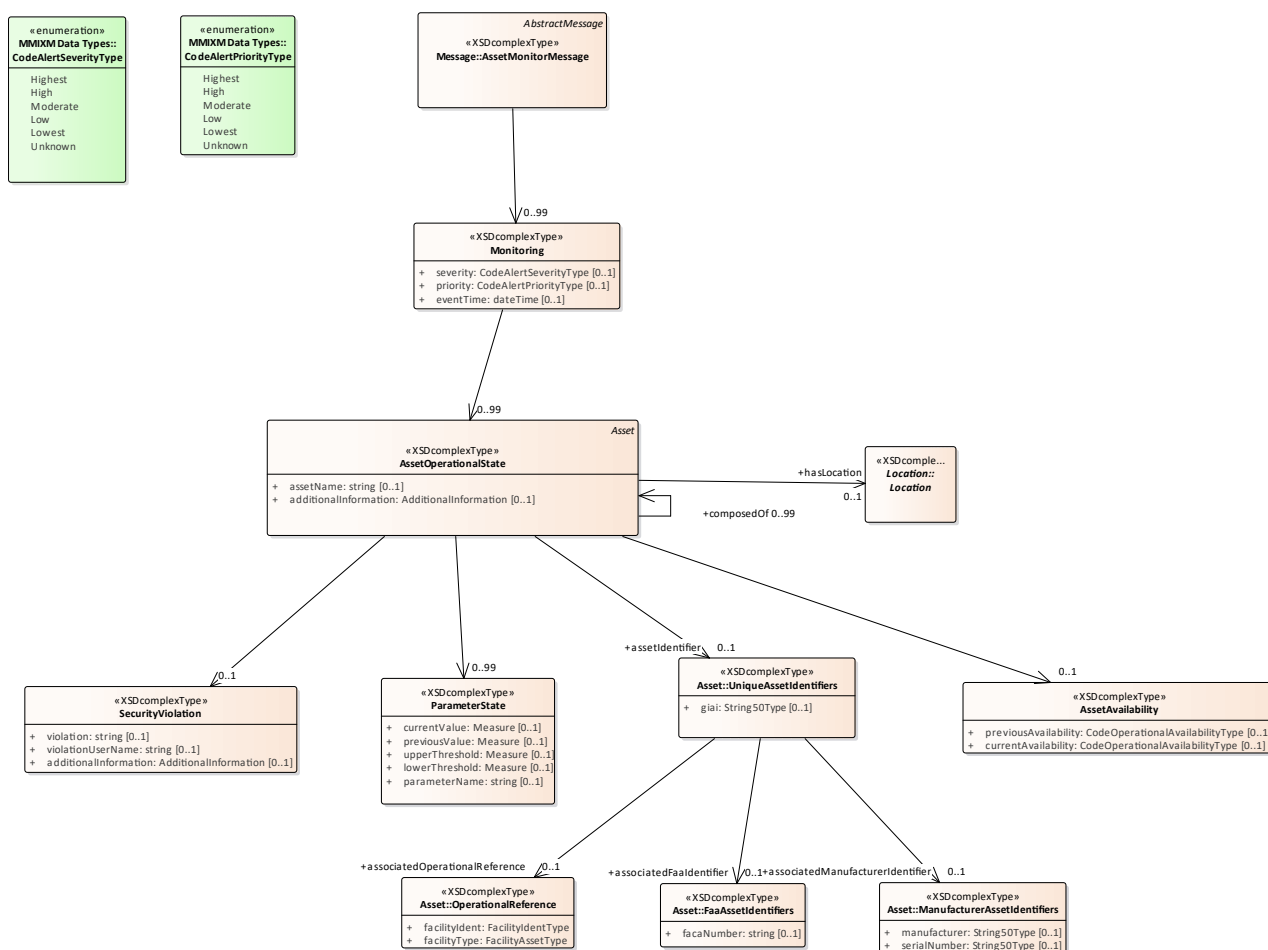 «enumeration»
MMIXM Data Types::
CodeAlertSeverityType
Highest
High
Moderate
Low
Lowest
Unknown
«enumeration»
MMIXM Data Types::
CodeAlertPriorityType
Highest
High
Moderate
Low
Lowest
Unknown
AbstractMessage
«XSDcomplexType»
Message::AssetMonitorMessage
0..99
«XSDcomplexType»
Monitoring
+ severity: CodeAlertSeverityType [0..1]
+ priority: CodeAlertPriorityType [0..1]
+ eventTime: dateTime [0..1]
0..99
Asset
«XSDcomplexType»
AssetOperationalState
+ assetName: string [0..1]
+ additionalInformation: AdditionalInformation [0..1]
+hasLocation
0..1
«XSDcomple...
Location::
Location
+composedOf 0..99
0..1
«XSDcomplexType»
SecurityViolation
+ violation: string [0..1]
+ violationUserName: string [0..1]
+ additionalInformation: AdditionalInformation [0..1]
0..99
«XSDcomplexType»
ParameterState
+ currentValue: Measure [0..1]
+ previousValue: Measure [0..1]
+ upperThreshold: Measure [0..1]
+ lowerThreshold: Measure [0..1]
+ parameterName: string [0..1]
+assetIdentifier 0..1
«XSDcomplexType»
Asset::UniqueAssetIdentifiers
+ giai: String50Type [0..1]
0..1
«XSDcomplexType»
AssetAvailability
+ previousAvailability: CodeOperationalAvailabilityType [0..1
+ currentAvailability: CodeOperationalAvailabilityType [0..1]
+associatedOperationalReference 0..1
«XSDcomplexType»
Asset::OperationalReference
+ facilityIdent: FacilityIdentType
+ facilityType: FacilityAssetType
+associatedFaaIdentifier 0..1
«XSDcomplexType»
Asset::FaaAssetIdentifiers
+ facaNumber: string [0..1]
+associatedManufacturerIdentifier 0..1
«XSDcomplexType»
Asset::ManufacturerAssetIdentifiers
+ manufacturer: String50Type [0..1]
+ serialNumber: String50Type [0..1]